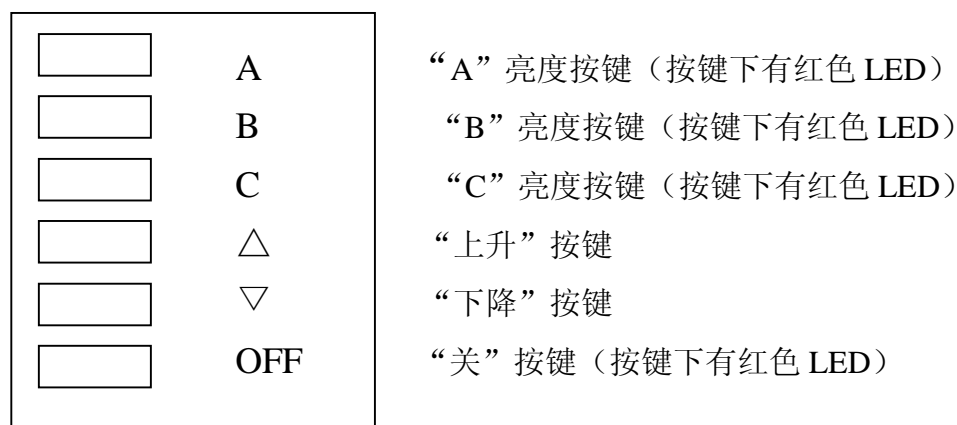 A “A”亮度按键（按键下有红色 LED）
B “B”亮度按键（按键下有红色 LED）
C “C”亮度按键（按键下有红色 LED）
△ “上升”按键
▽ “下降”按键
OFF “关”按键（按键下有红色 LED）